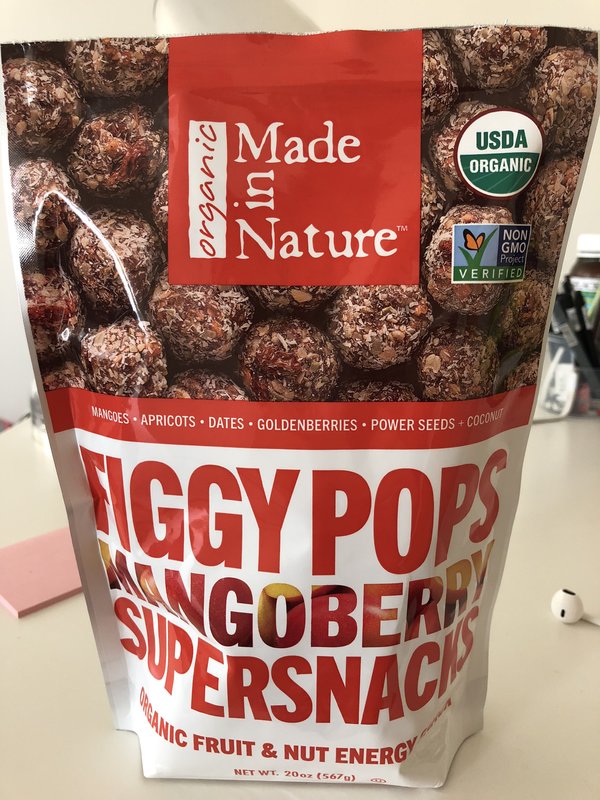 organic
Made
in
Nature™
USDA
ORGANIC
NON
GMO
Project
VERIFIED
MANGOES • APRICOTS • DATES • GOLDENBERRIES • POWER SEEDS + COCONUT
FIGGY POPS
MANGOBERRY
SUPERSNACKS
ORGANIC FRUIT & NUT ENERGY
NET WT. 20oz (567g)